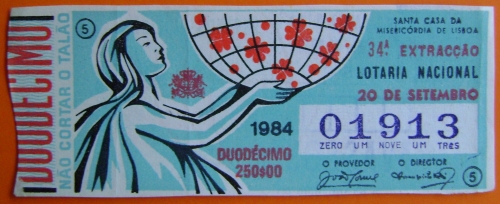 DUODÉCIMO
NÃO CORTAR O TALÃO
5
SANTA CASA DA
MISERICÓRDIA DE LISBOA
34ª EXTRACÇÃO
LOTARIA NACIONAL
20 DE SETEMBRO
1984
DUODÉCIMO
250$00
01913
ZERO UM NOVE UM TRÊS
O PROVEDOR O DIRECTOR
5